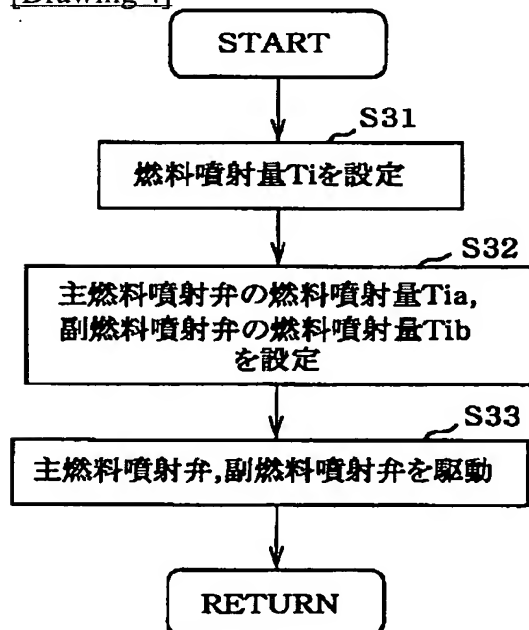 [Drawing 4]
START
S31
燃料噴射量Tiを設定
S32
主燃料噴射弁の燃料噴射量Tia,
副燃料噴射弁の燃料噴射量Tib
を設定
S33
主燃料噴射弁,副燃料噴射弁を駆動
RETURN